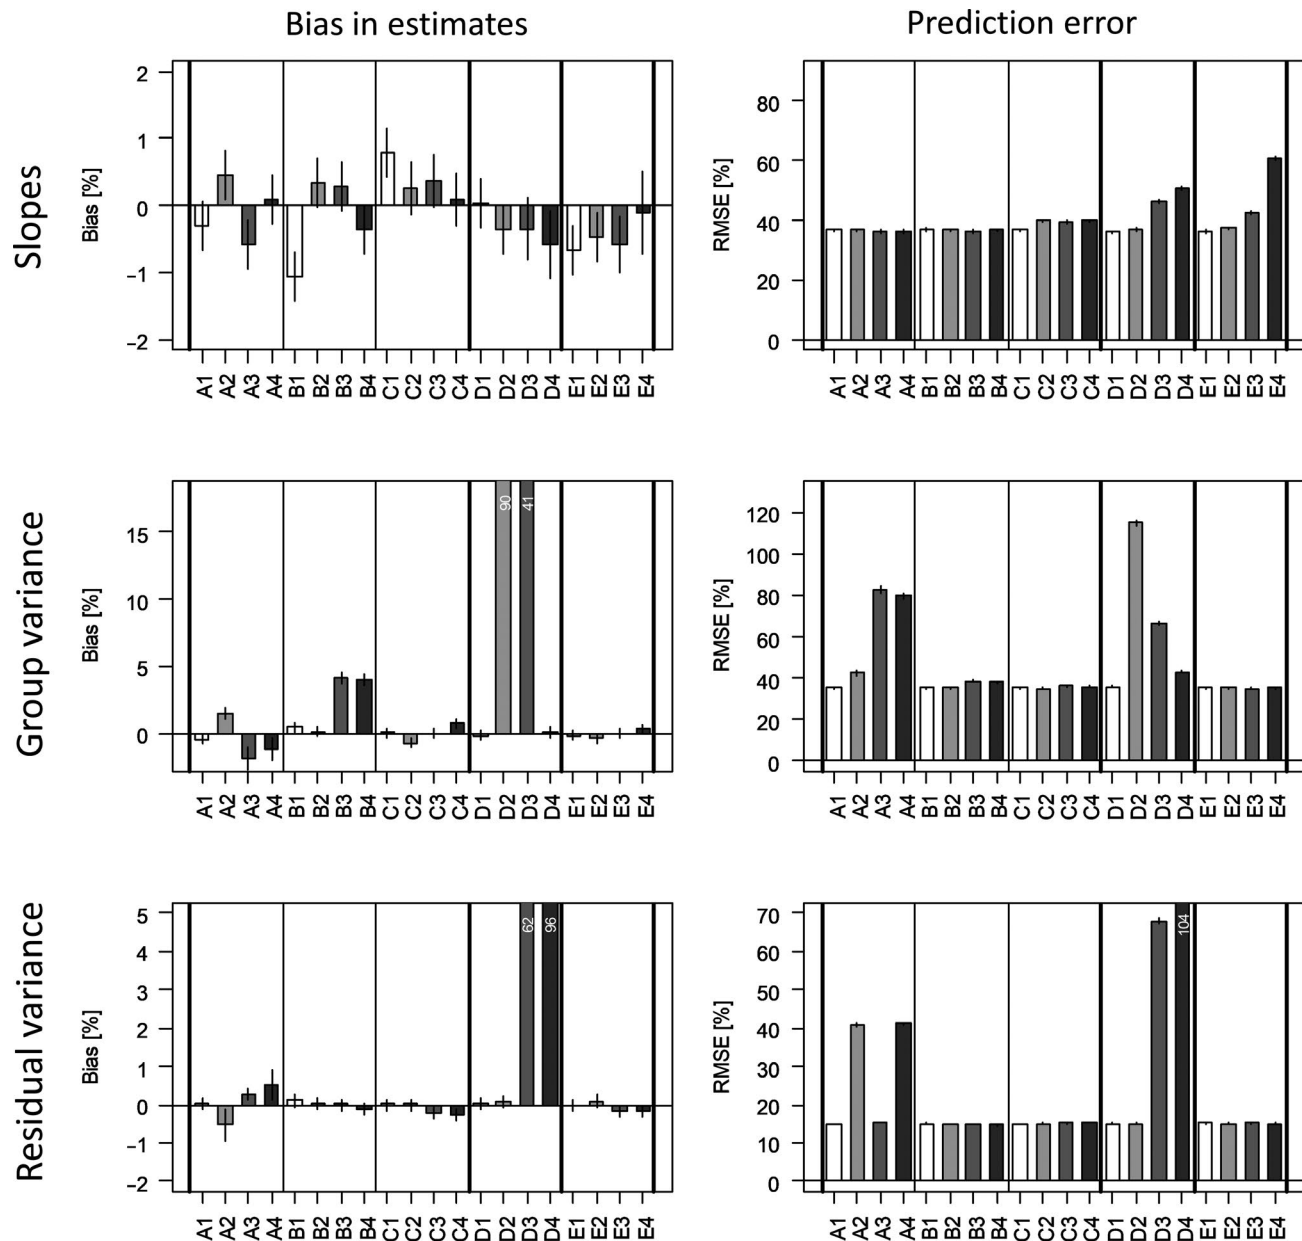 Bias in estimates
Prediction error
Slopes
Bias [%]
2
1
0
−1
−2
A1 A2 A3 A4 B1 B2 B3 B4 C1 C2 C3 C4 D1 D2 D3 D4 E1 E2 E3 E4
RMSE [%]
80
60
40
20
0
A1 A2 A3 A4 B1 B2 B3 B4 C1 C2 C3 C4 D1 D2 D3 D4 E1 E2 E3 E4
Group variance
Bias [%]
15
10
5
0
90
41
A1 A2 A3 A4 B1 B2 B3 B4 C1 C2 C3 C4 D1 D2 D3 D4 E1 E2 E3 E4
RMSE [%]
120
100
80
60
40
20
0
A1 A2 A3 A4 B1 B2 B3 B4 C1 C2 C3 C4 D1 D2 D3 D4 E1 E2 E3 E4
Residual variance
Bias [%]
5
4
3
2
1
0
−1
−2
62
96
A1 A2 A3 A4 B1 B2 B3 B4 C1 C2 C3 C4 D1 D2 D3 D4 E1 E2 E3 E4
RMSE [%]
70
60
50
40
30
20
10
0
104
A1 A2 A3 A4 B1 B2 B3 B4 C1 C2 C3 C4 D1 D2 D3 D4 E1 E2 E3 E4